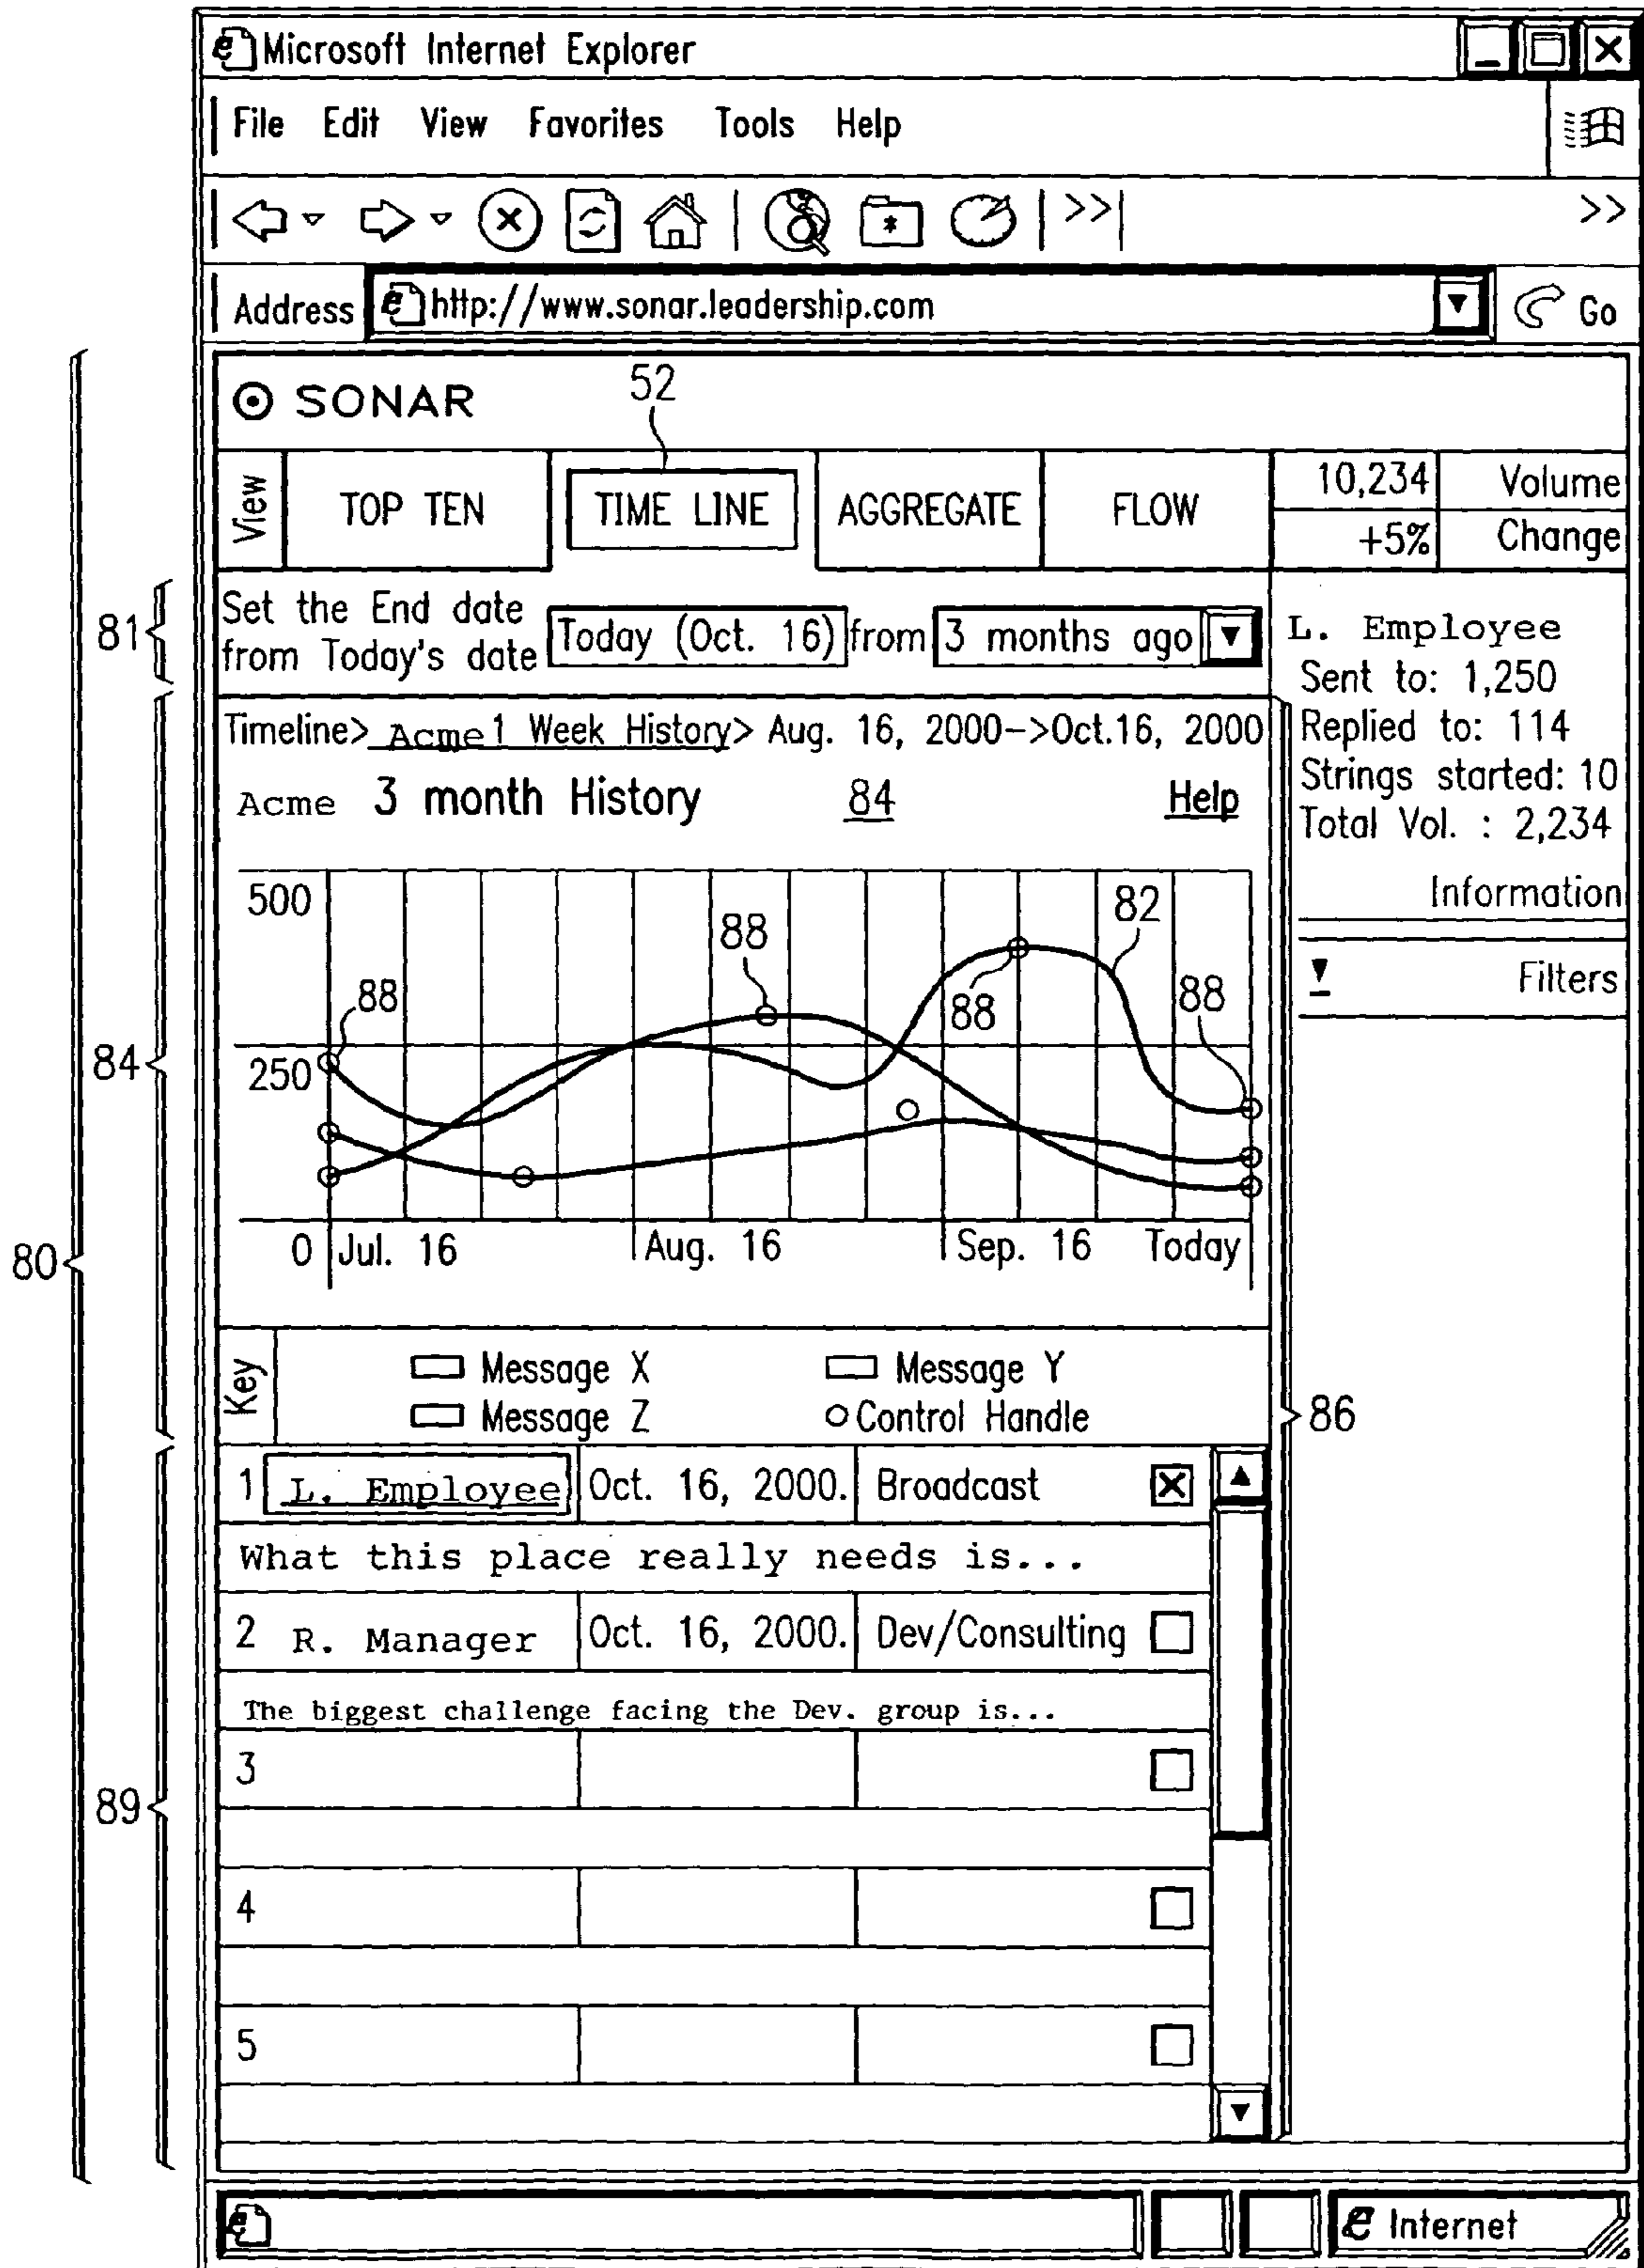 Microsoft Internet Explorer
File Edit View Favorites Tools Help
>> >>
Address http://www.sonar.leadership.com Go
SONAR
52
View TOP TEN TIME LINE AGGREGATE FLOW 10,234 Volume
+5% Change
81
Set the End date
from Today's date Today (Oct. 16) from 3 months ago
L. Employee
Sent to: 1,250
Replied to: 114
Strings started: 10
Total Vol. : 2,234
Information
Filters
Timeline> Acme 1 Week History> Aug. 16, 2000->Oct.16, 2000
Acme 3 month History 84 Help
500
88 88 88 82 88
84
250
80
0 Jul. 16 Aug. 16 Sep. 16 Today
Key
Message X Message Y
Message Z Control Handle
86
1 L. Employee Oct. 16, 2000. Broadcast
What this place really needs is...
2 R. Manager Oct. 16, 2000. Dev/Consulting
The biggest challenge facing the Dev. group is...
3
89
4
5
Internet